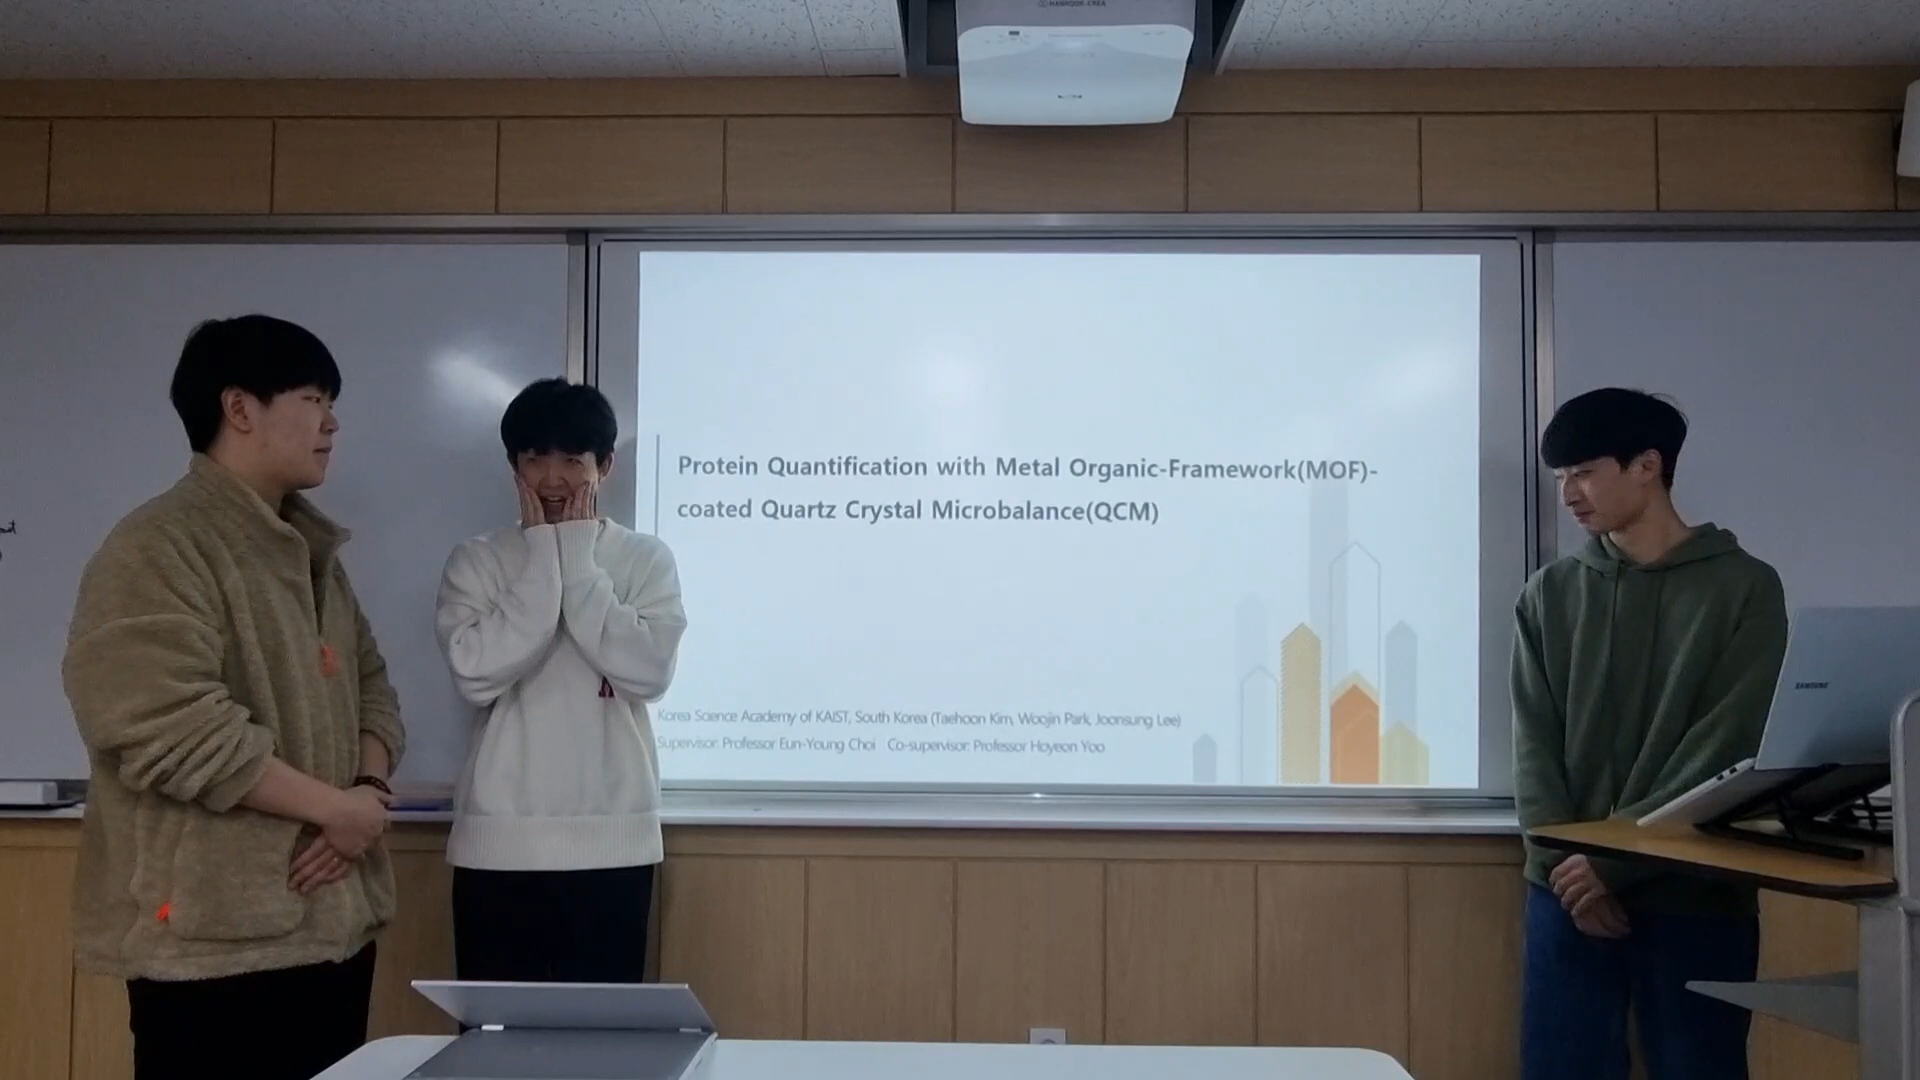 Protein Quantification with Metal Organic-Framework(MOF)-
coated Quartz Crystal Microbalance(QCM)
Korea Science Academy of KAIST, South Korea (Taehoon Kim, Woojin Park, Joonsung Lee)
Supervisor: Professor Eun-Young Choi Co-supervisor: Professor Hoyeon Yoo
SAMSUNG